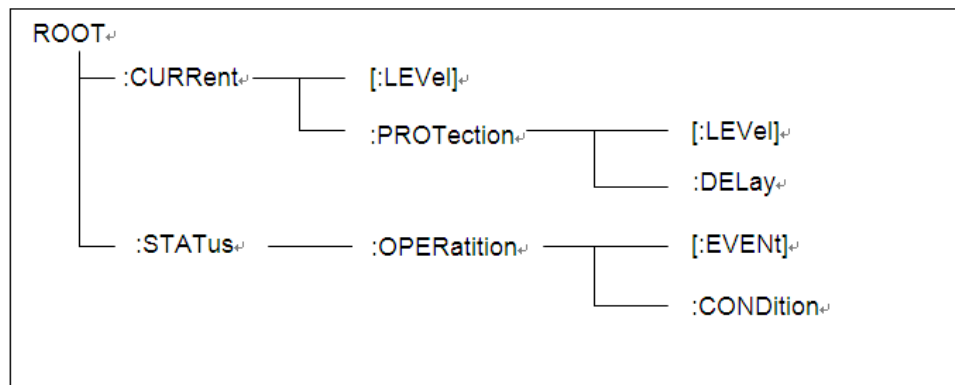 ROOT↵
:CURRent↵ [:LEVel]↵
:PROTection↵ [:LEVel]↵
:DELay↵
:STATus↵ :OPERatition↵ [:EVENt]↵
:CONDition↵